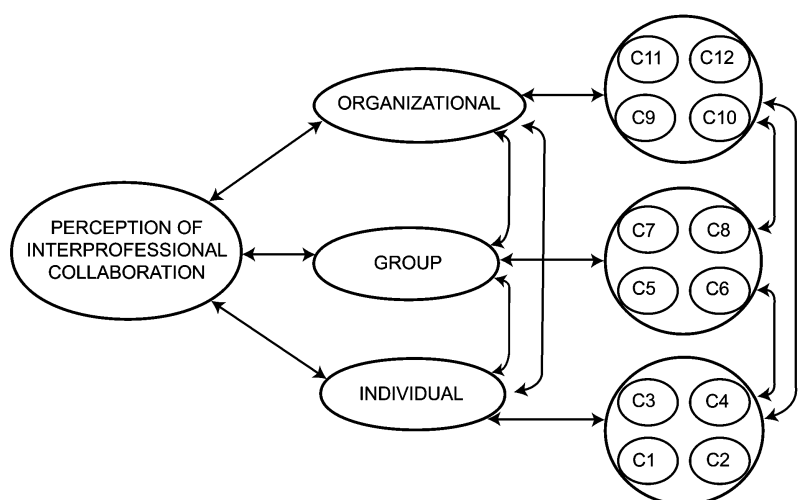 PERCEPTION OF
INTERPROFESSIONAL
COLLABORATION
ORGANIZATIONAL
GROUP
INDIVIDUAL
C11 C12
C9 C10
C7 C8
C5 C6
C3 C4
C1 C2